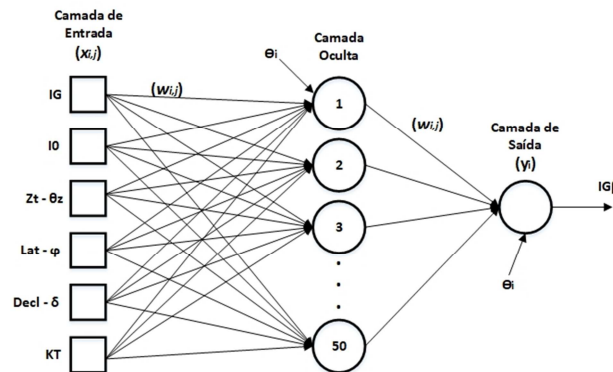 Camada de
Entrada
(xi,j)
Camada
Oculta
Camada de
Saída
(yi)
IG
I0
Zt - θz
Lat - φ
Decl - δ
KT
(wi,j)
(wi,j)
ϴi
ϴi
1
2
3
50